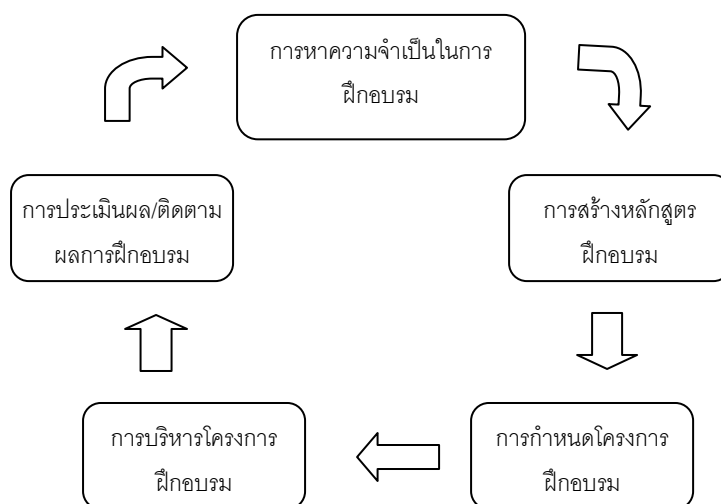 การหาความจำเป็นในการ
ฝึกอบรม
การสร้างหลักสูตร
ฝึกอบรม
การกำหนดโครงการ
ฝึกอบรม
การบริหารโครงการ
ฝึกอบรม
การประเมินผล/ติดตาม
ผลการฝึกอบรม